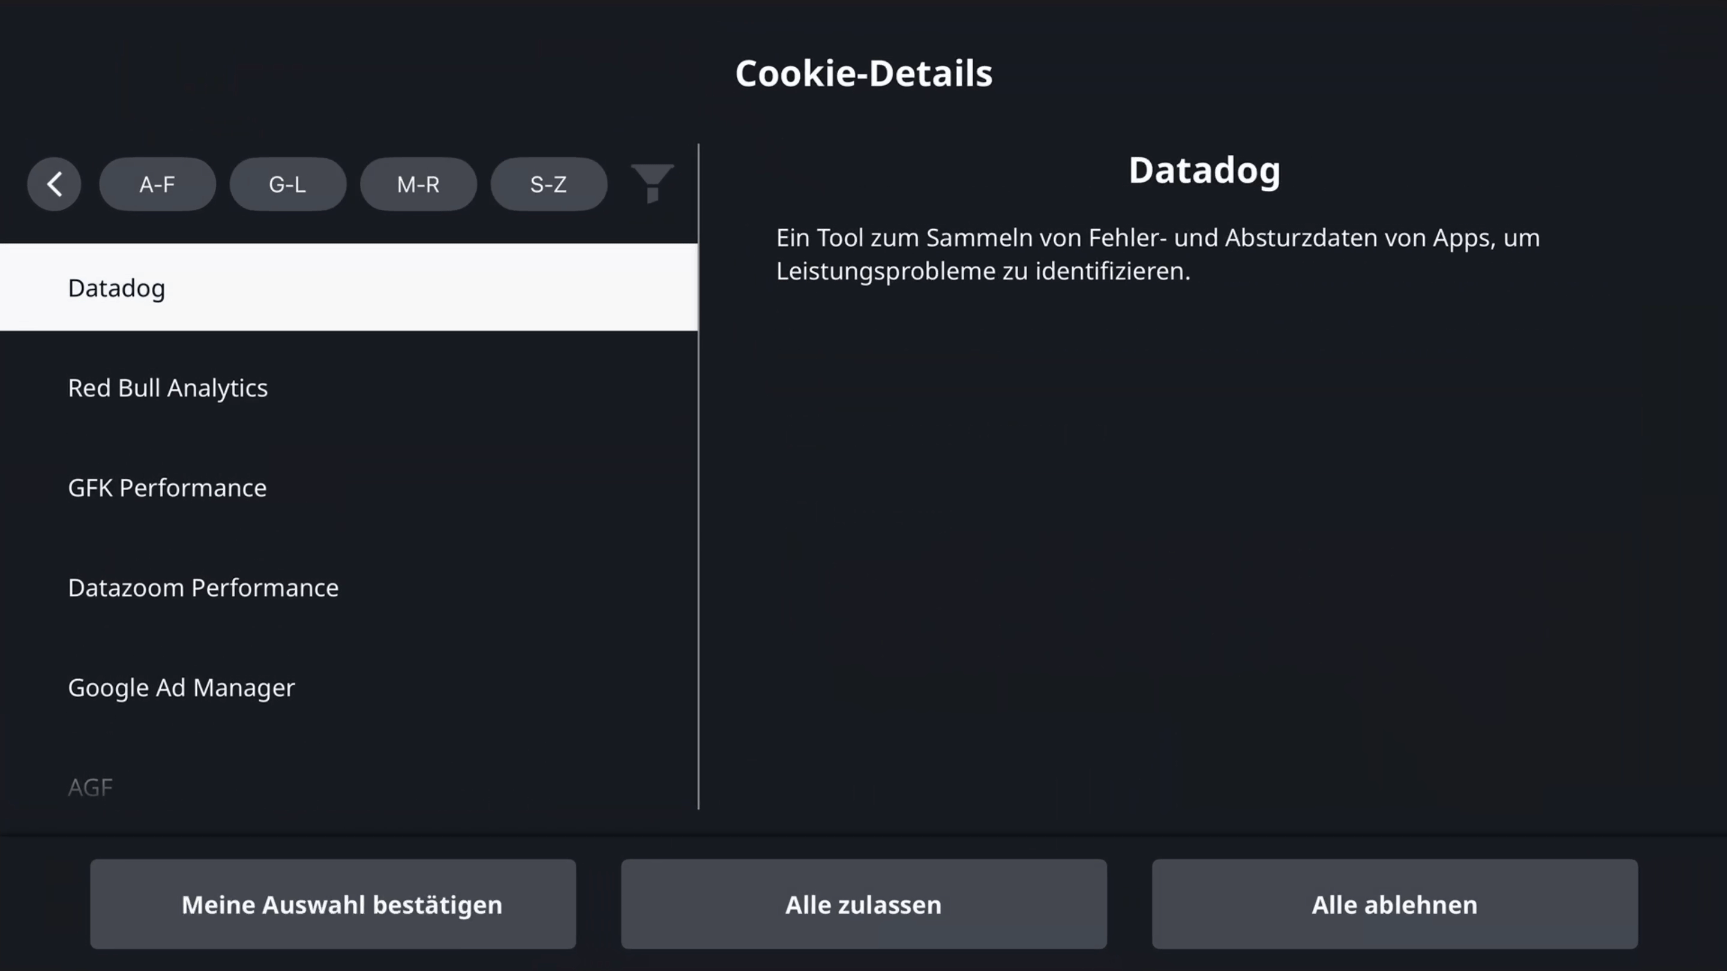 Cookie-Details
A-F
G-L
M-R
S-Z
Datadog
Red Bull Analytics
GFK Performance
Datazoom Performance
Google Ad Manager
AGF
Datadog
Ein Tool zum Sammeln von Fehler- und Absturzdaten von Apps, um
Leistungsprobleme zu identifizieren.
Meine Auswahl bestätigen
Alle zulassen
Alle ablehnen